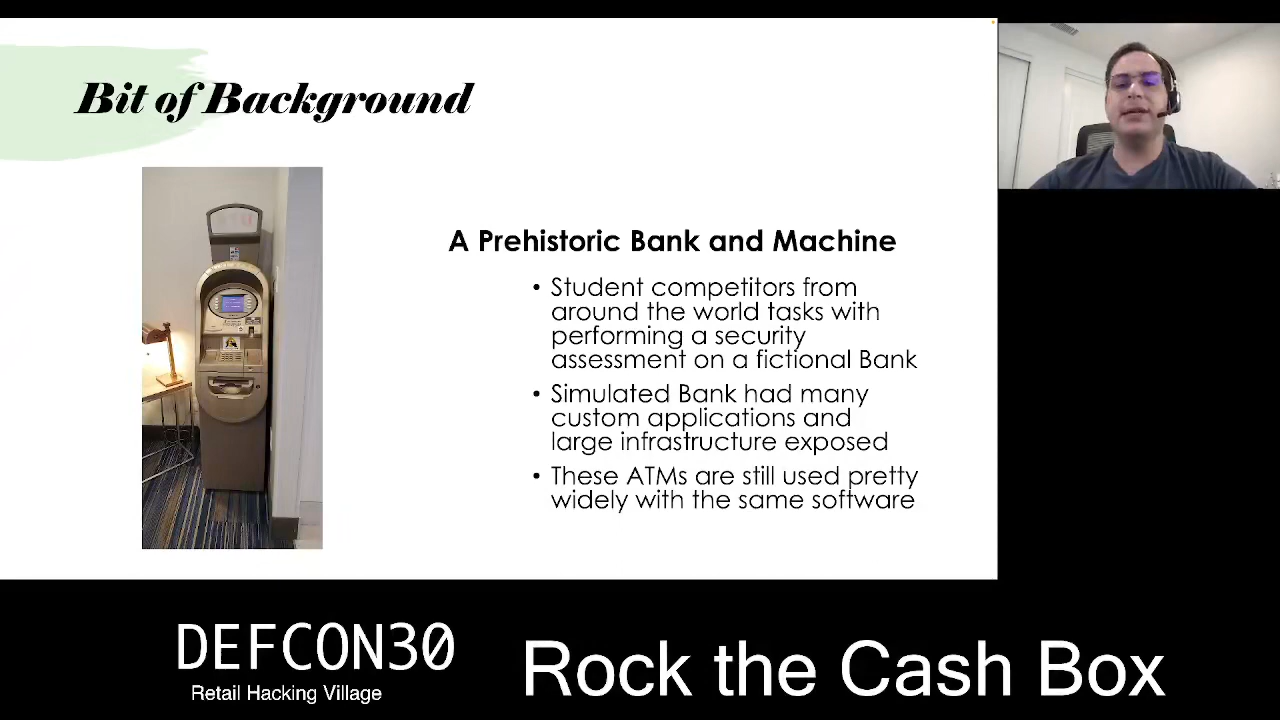 Bit of Background
A Prehistoric Bank and Machine
• Student competitors from
around the world tasks with
performing a security
assessment on a fictional Bank
• Simulated Bank had many
custom applications and
large infrastructure exposed
• These ATMs are still used pretty
widely with the same software
DEFCON30
Retail Hacking Village
Rock the Cash Box